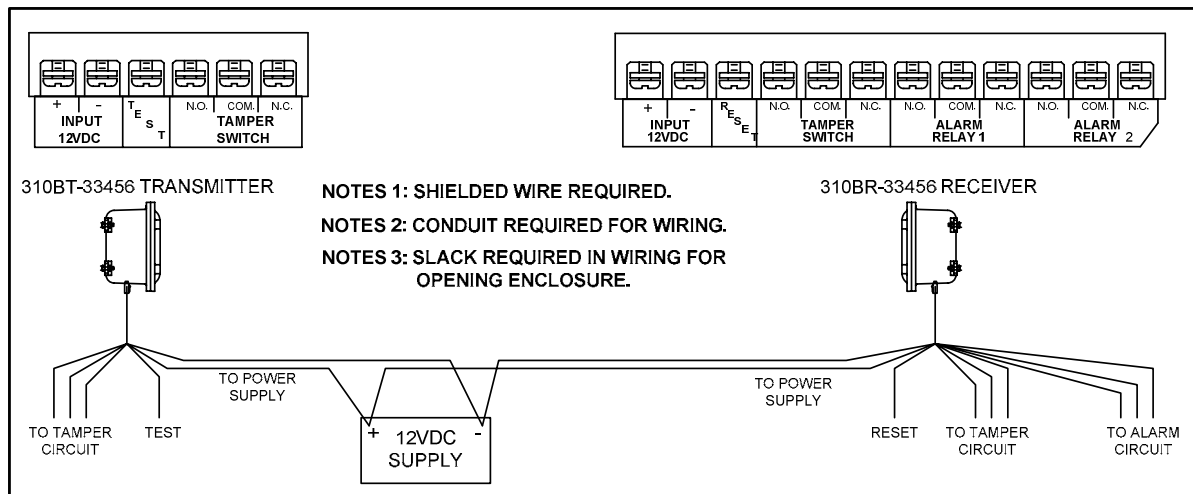 + - T E S T N.O. COM. N.C.
INPUT 12VDC
TAMPER SWITCH
+ - R E S E T N.O. COM. N.C. N.O. COM. N.C. N.O. COM. N.C.
INPUT 12VDC
TAMPER SWITCH
ALARM RELAY 1
ALARM RELAY 2
310BT-33456 TRANSMITTER
310BR-33456 RECEIVER
NOTES 1: SHIELDED WIRE REQUIRED.
NOTES 2: CONDUIT REQUIRED FOR WIRING.
NOTES 3: SLACK REQUIRED IN WIRING FOR
OPENING ENCLOSURE.
TO POWER
SUPPLY
TO POWER
SUPPLY
TO TAMPER
CIRCUIT
TEST
+ 12VDC -
SUPPLY
RESET
TO TAMPER
CIRCUIT
TO ALARM
CIRCUIT